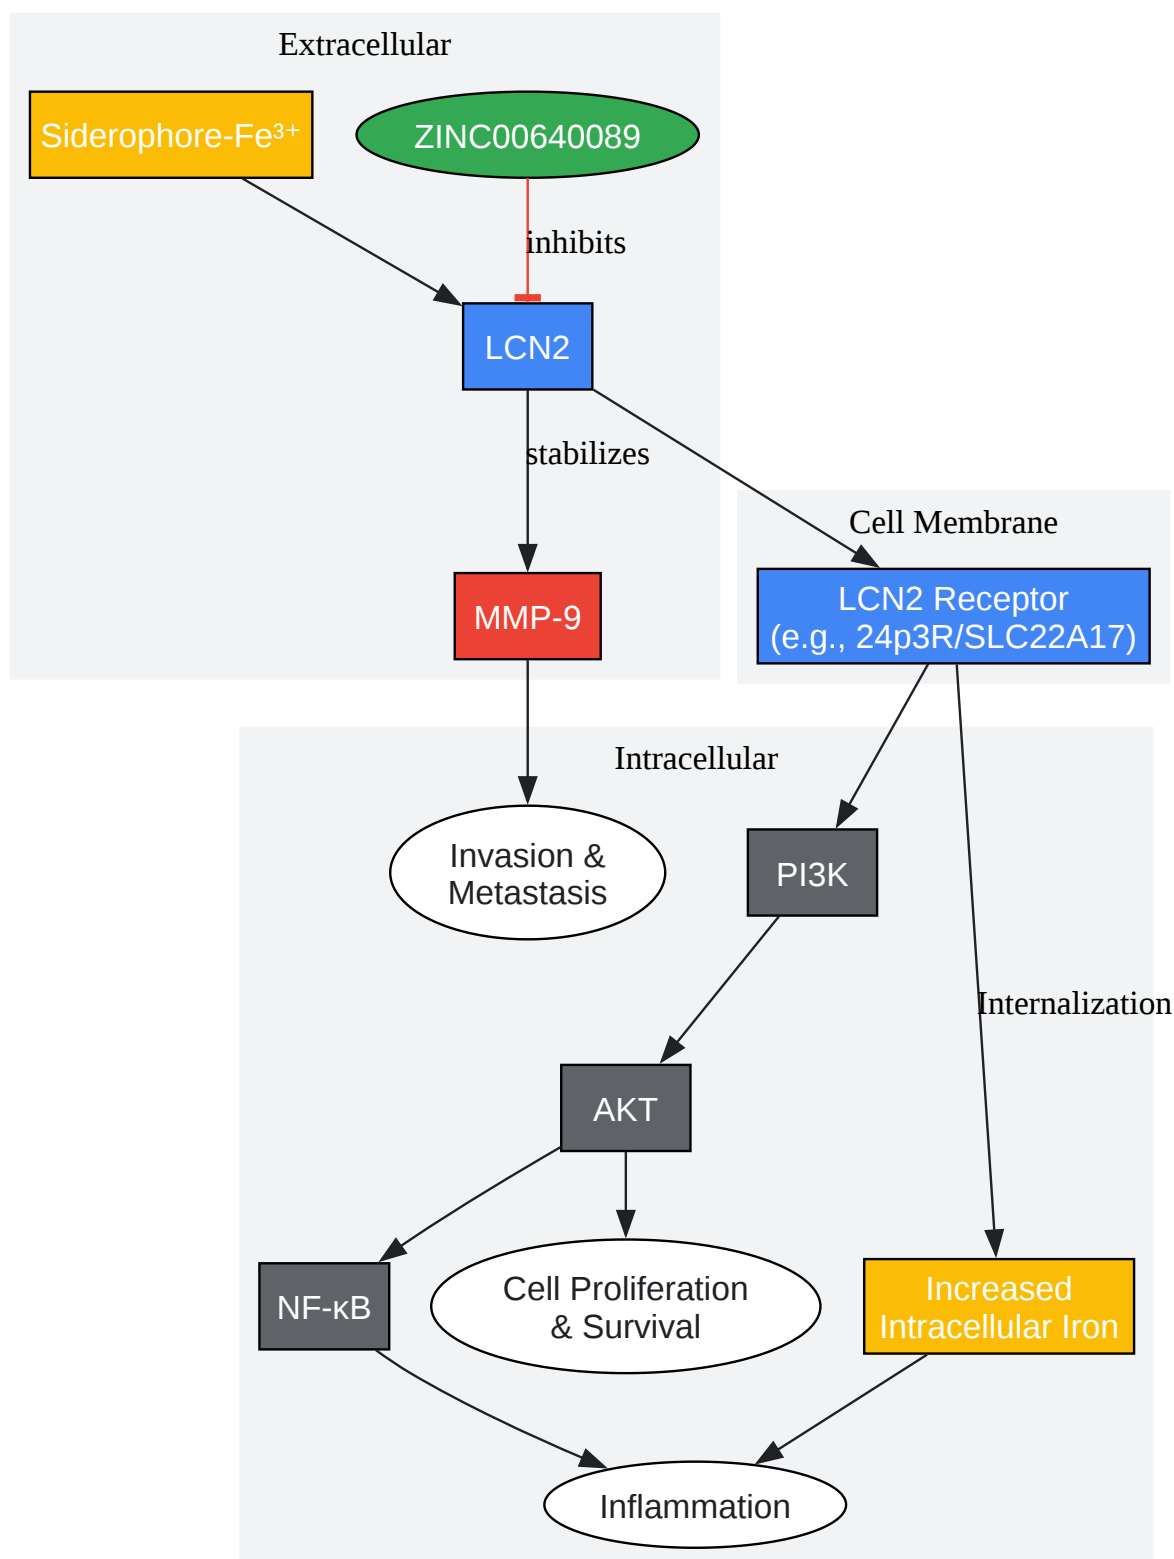 Extracellular
Siderophore-Fe³⁺
ZINC00640089
inhibits
LCN2
stabilizes
Cell Membrane
LCN2 Receptor
(e.g., 24p3R/SLC22A17)
MMP-9
Intracellular
Invasion &
Metastasis
PI3K
Internalization
AKT
NF-κB
Cell Proliferation
& Survival
Increased
Intracellular Iron
Inflammation